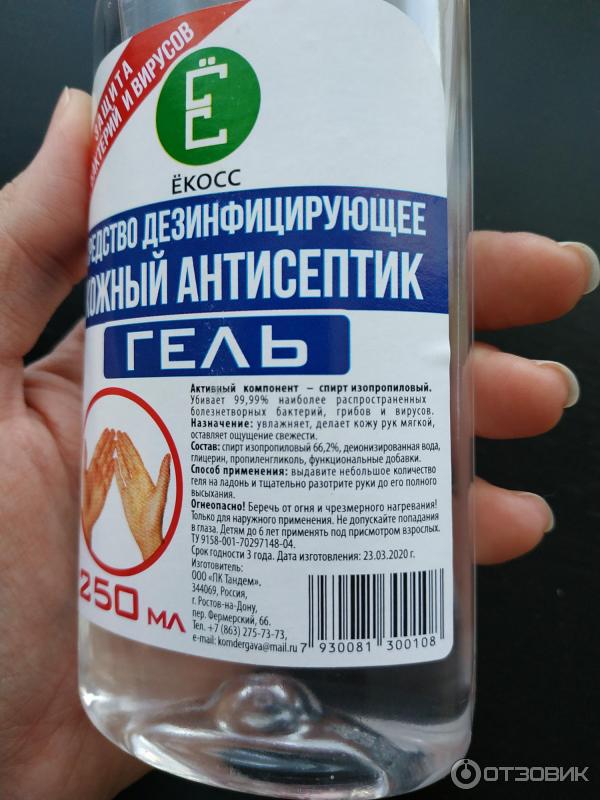 ЗАЩИТА
БАКТЕРИЙ И ВИРУСОВ
Ё
ЁКОСС
СРЕДСТВО ДЕЗИНФИЦИРУЮЩЕЕ
КОЖНЫЙ АНТИСЕПТИК
ГЕЛЬ
Активный компонент – спирт изопропиловый.
Убивает 99,99% наиболее распространенных
болезнетворных бактерий, грибов и вирусов.
Назначение: увлажняет, делает кожу рук мягкой,
оставляет ощущение свежести.
Состав: спирт изопропиловый 66,2%, деионизированная вода,
глицерин, пропиленгликоль, функциональные добавки.
Способ применения: выдавите небольшое количество
геля на ладонь и тщательно разотрите руки до его полного
высыхания.
Огнеопасно! Беречь от огня и чрезмерного нагревания!
Только для наружного применения. Не допускайте попадания
в глаза. Детям до 6 лет применять под присмотром взрослых.
ТУ 9158-001-70297148-04.
Срок годности 3 года. Дата изготовления: 23.03.2020 г.
Изготовитель:
ООО «ПК Тандем».
344069, Россия,
г. Ростов-на-Дону,
пер. Фермерский, 66.
Тел. +7 (863) 275-73-73,
e-mail: komdergava@mail.ru
7 930081 300108
250 мл
ОТЗОВИК